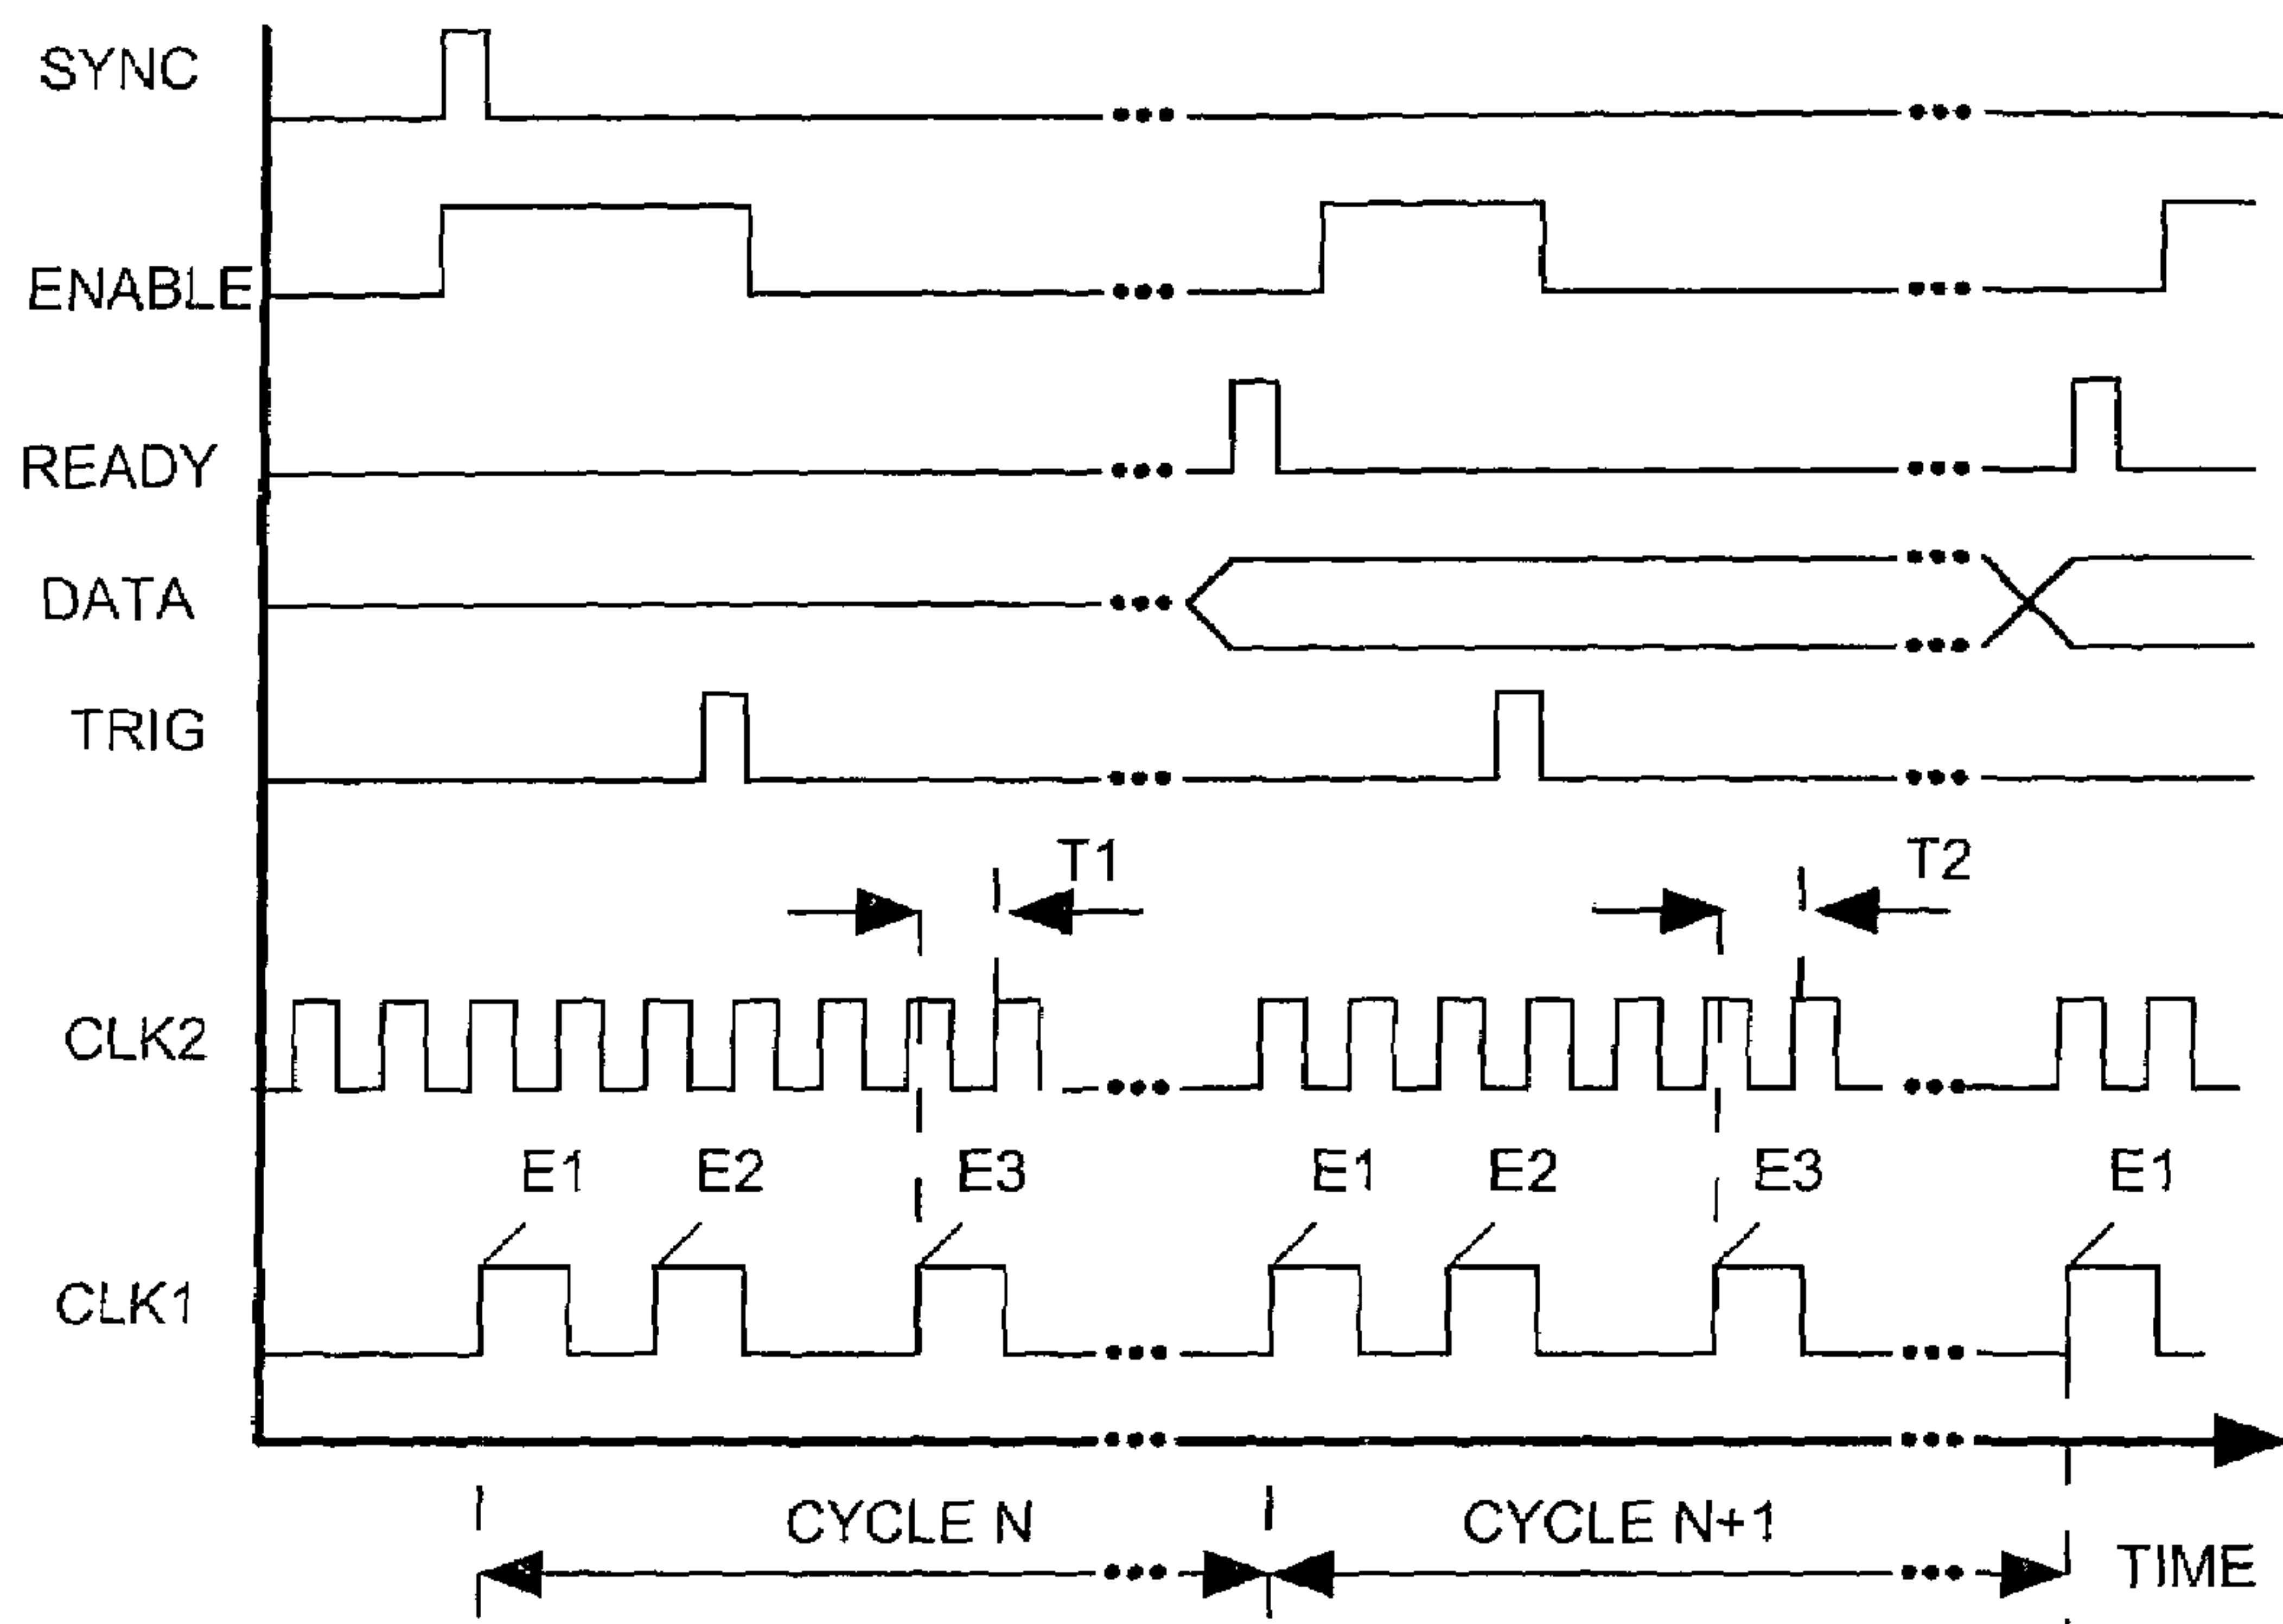 SYNC
ENABLE
READY
DATA
TRIG
T1 T2
CLK2
E1 E2 E3 E1 E2 E3 E1
CLK1
CYCLE N CYCLE N+1
TIME